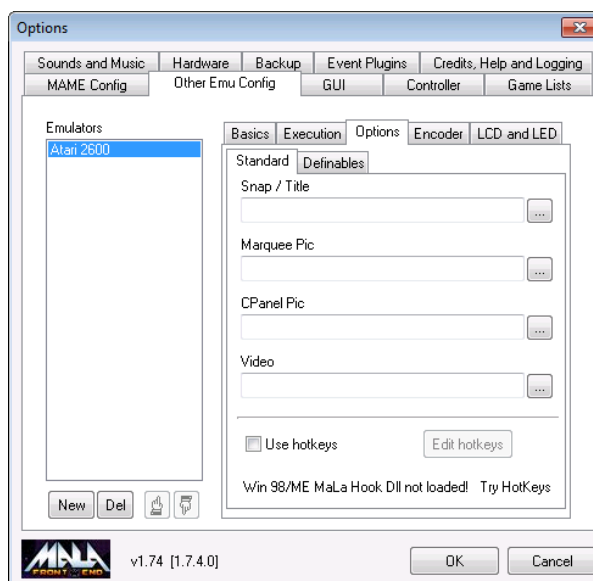 Options
Sounds and Music Hardware Backup Event Plugins Credits, Help and Logging
MAME Config Other Emu Config GUI Controller Game Lists
Emulators
Atari 2600
Basics Execution Options Encoder LCD and LED
Standard Definables
Snap / Title
...
Marquee Pic
...
CPanel Pic
...
Video
...
Use hotkeys Edit hotkeys
Win 98/ME MaLa Hook Dll not loaded! Try HotKeys
New Del
MALA
FRONT END
v1.74 [1.7.4.0]
OK Cancel